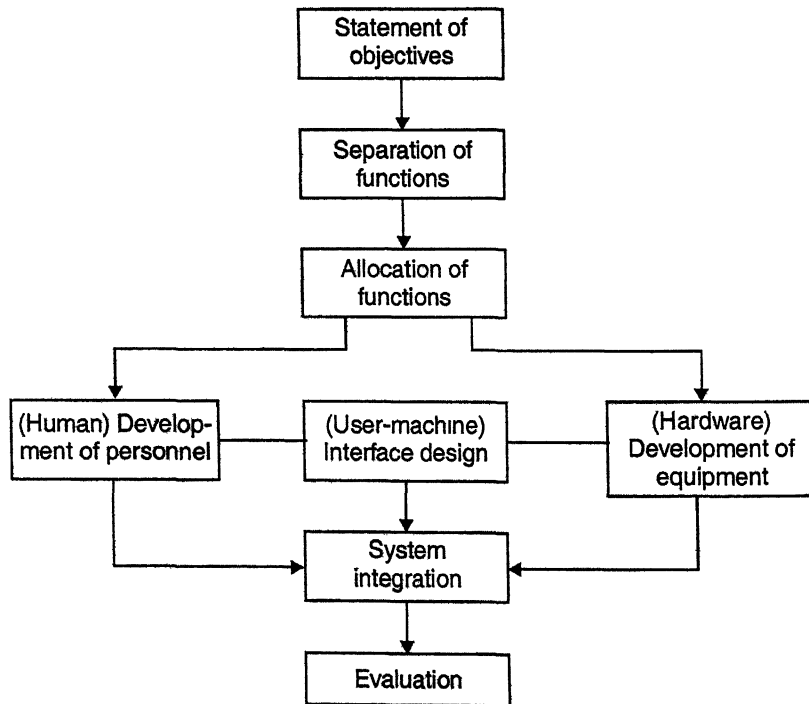 Statement of
objectives
Separation of
functions
Allocation of
functions
(Human) Develop-
ment of personnel
(User-machine)
Interface design
(Hardware)
Development of
equipment
System
integration
Evaluation